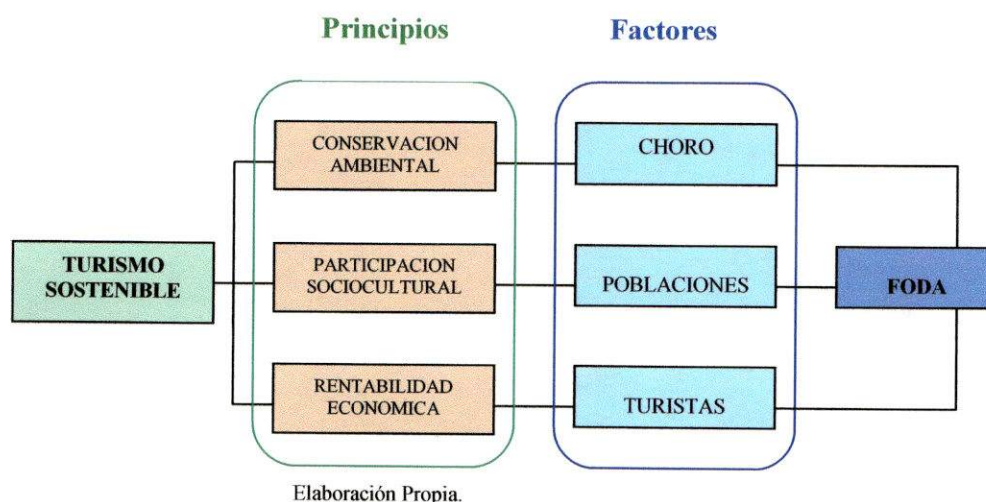 Principios
Factores
CONSERVACION
AMBIENTAL
CHORO
TURISMO
SOSTENIBLE
PARTICIPACION
SOCIOCULTURAL
POBLACIONES
FODA
RENTABILIDAD
ECONOMICA
TURISTAS
Elaboración Propia.